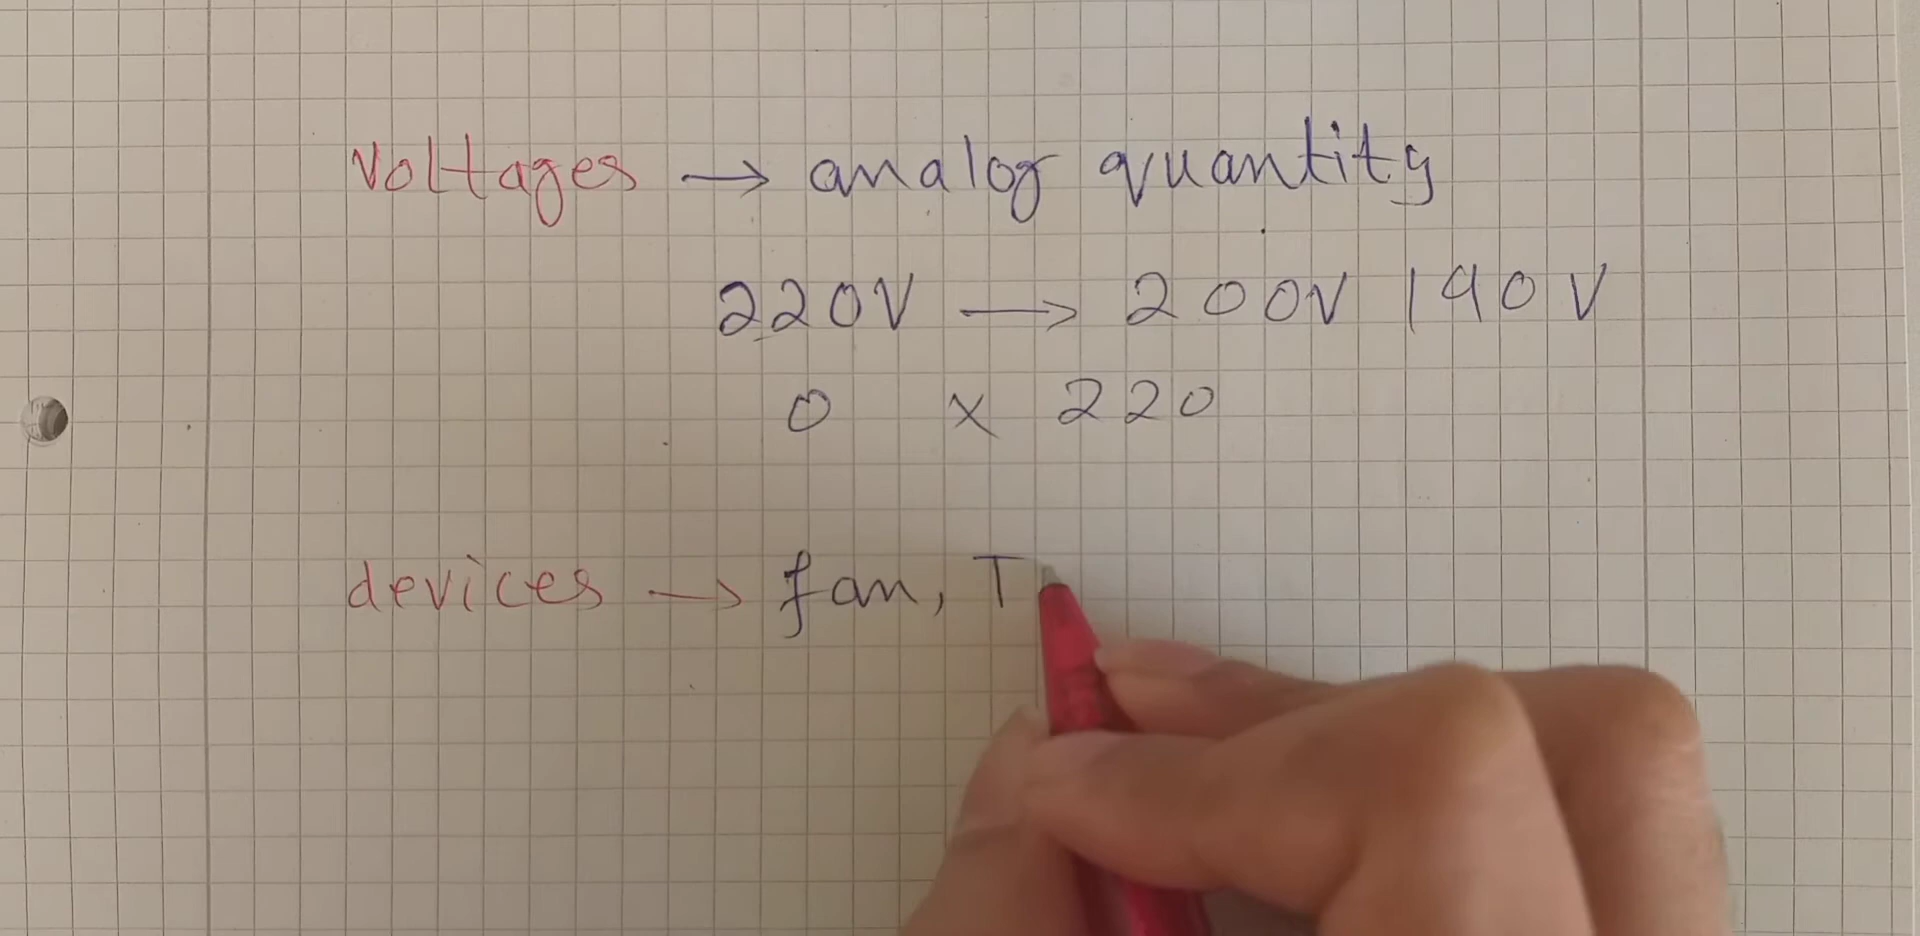 Voltages → analog quantity
220V → 200V 190V
0 x 220
devices → fan, T